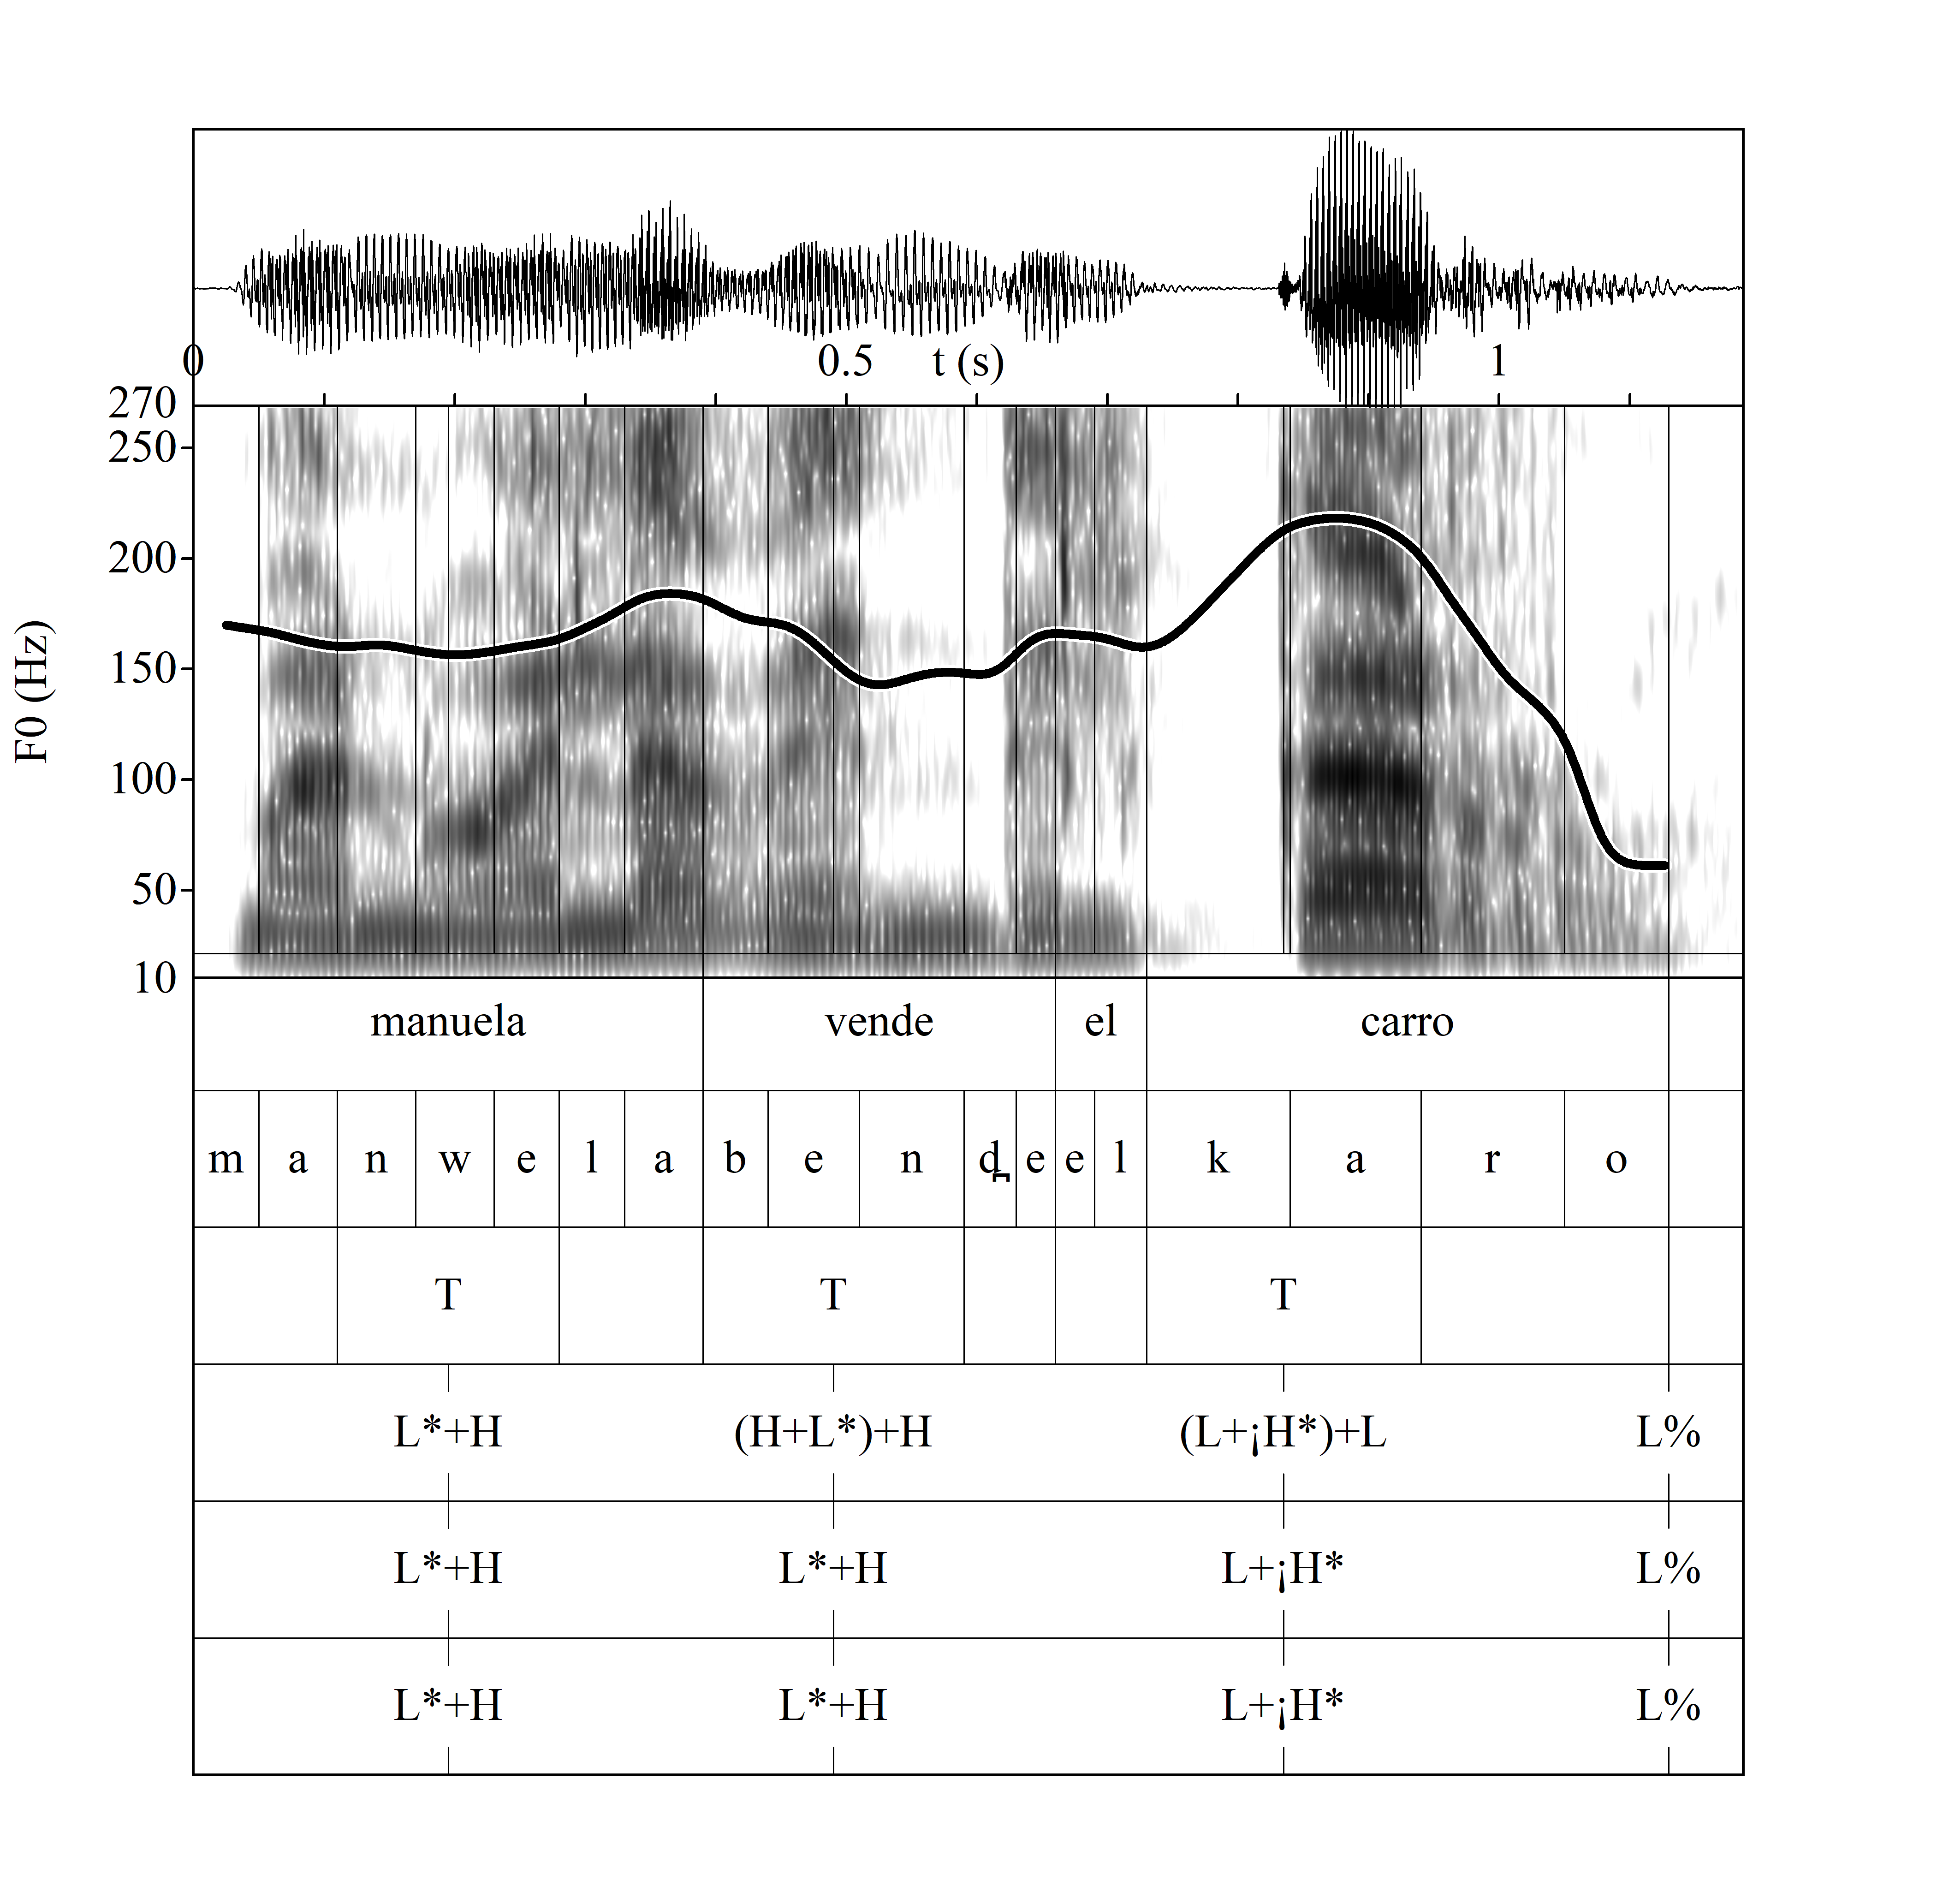 0 0.5 t (s) 1
270
250
200
150
100
50
10
F0 (Hz)
manuela vende el carro
m a n w e l a b e n d̪ e e l k a r o
T T T
L*+H (H+L*)+H (L+¡H*)+L L%
L*+H L*+H L+¡H* L%
L*+H L*+H L+¡H* L%